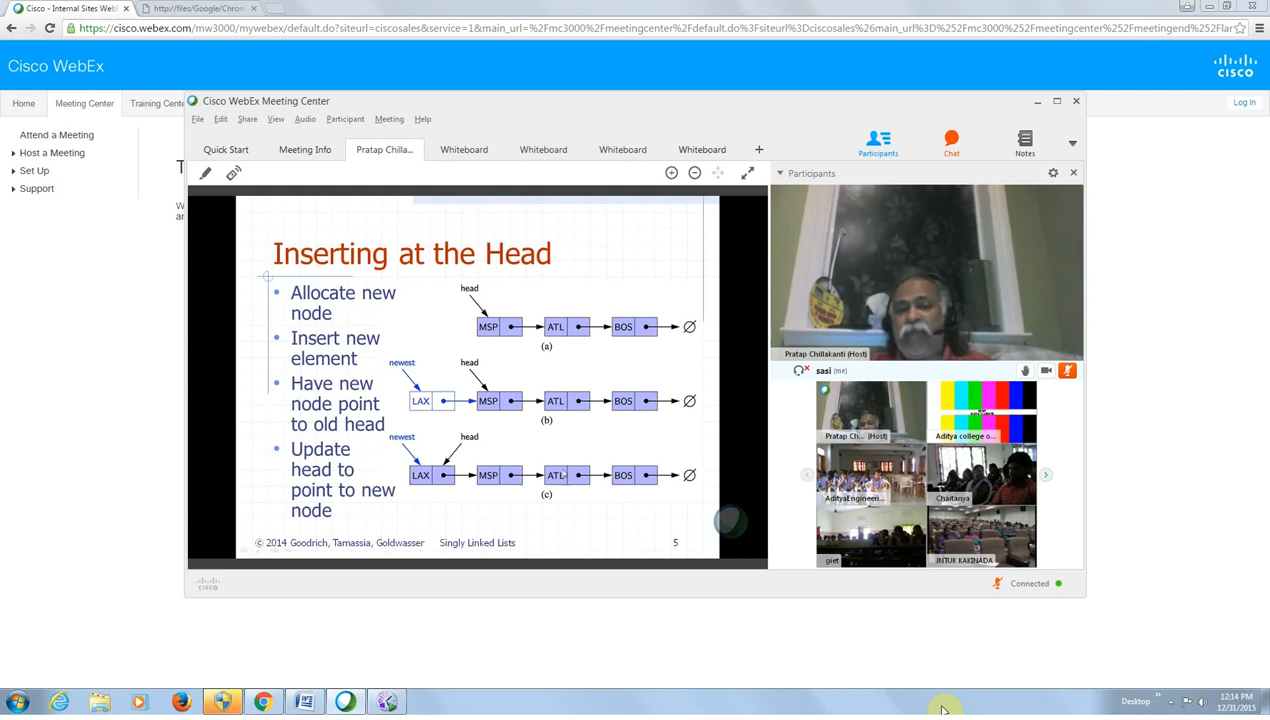 Cisco - Internal Sites Web
http://files/Google/Chrom
https://cisco.webex.com/mw3000/mywebex/default.do?siteurl=ciscosales&service=1&main_url=%2Fmc3000%2Fmeetingcenter%2Fdefault.do%3Fsiteurl%3Dciscosales%26main_url%3D%252Fmc3000%252Fmeetingcenter%252Fmeetingend%252Flar
Cisco WebEx
CISCO
Home
Meeting Center
Training Cente
Log In
Attend a Meeting
Host a Meeting
Set Up
Support
T
W
an
Cisco WebEx Meeting Center
File Edit Share View Audio Participant Meeting Help
Quick Start
Meeting Info
Pratap Chilla...
Whiteboard
Whiteboard
Whiteboard
Whiteboard
Participants
Chat
Notes
Participants
Inserting at the Head
• Allocate new
node
• Insert new
element
• Have new
node point
to old head
• Update
head to
point to new
node
head
MSP ATL BOS ∅
(a)
newest head
LAX MSP ATL BOS ∅
(b)
newest head
LAX MSP ATL BOS ∅
(c)
© 2014 Goodrich, Tamassia, Goldwasser Singly Linked Lists 5
Pratap Chillakanti (Host)
sasi (me)
Pratap Ch... (Host)
Aditya college o...
AdityaEngineeri...
Chaitanya
giet
JNTUK KAKINADA
CISCO
Connected
Desktop
12:14 PM
12/31/2015